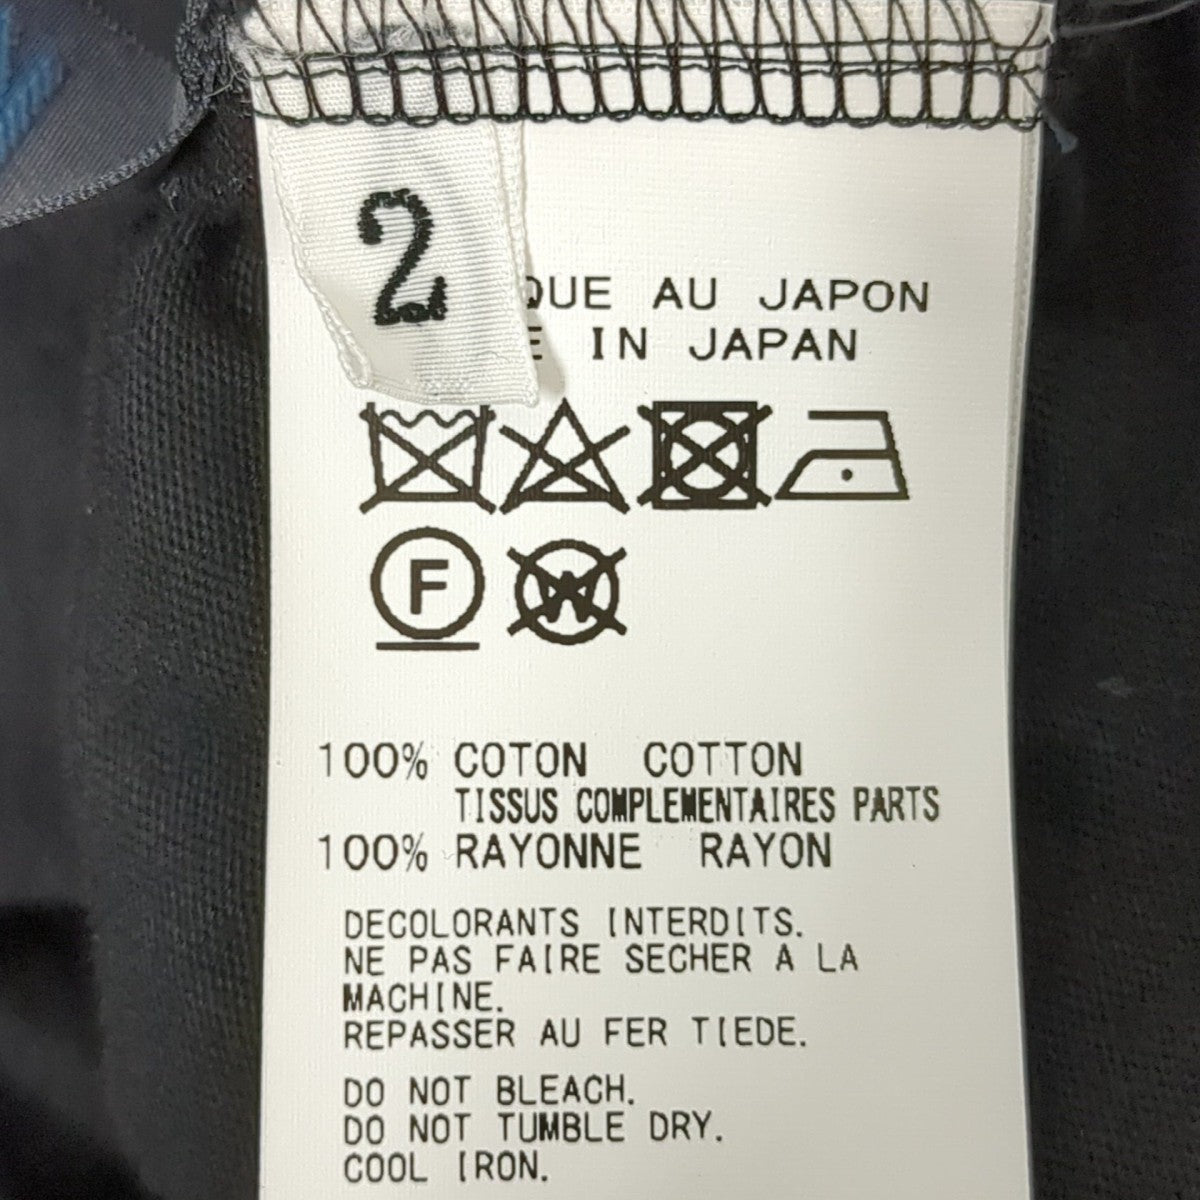 2
AU JAPON
IN JAPAN
F
W
100% COTON COTTON
TISSUS COMPLEMENTAIRES PARTS
100% RAYONNE RAYON
DECOLORANTS INTERDITS.
NE PAS FAIRE SECHER A LA
MACHINE.
REPASSER AU FER TIEDE.
DO NOT BLEACH.
DO NOT TUMBLE DRY.
COOL IRON.